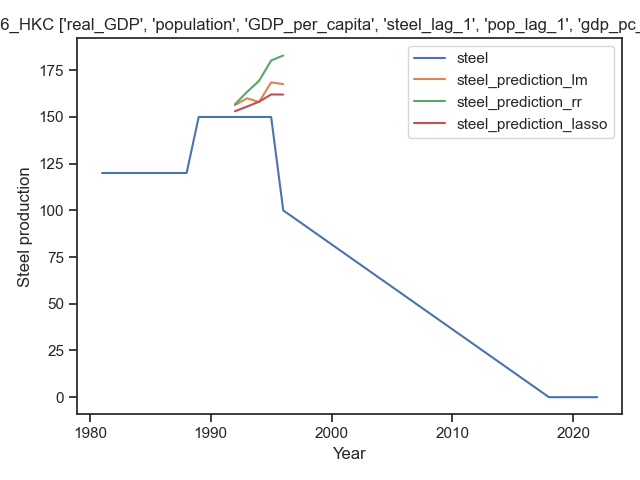 6_HKC ['real_GDP', 'population', 'GDP_per_capita', 'steel_lag_1', 'pop_lag_1', 'gdp_pc_
steel
steel_prediction_lm
steel_prediction_rr
steel_prediction_lasso
Steel production
175
150
125
100
75
50
25
0
1980 1990 2000 2010 2020
Year